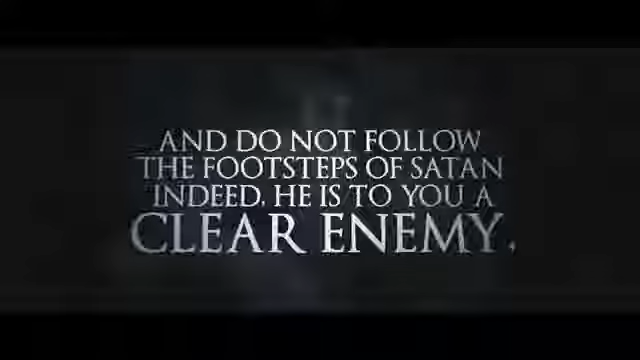 AND DO NOT FOLLOW
THE FOOTSTEPS OF SATAN
INDEED, HE IS TO YOU A
CLEAR ENEMY.